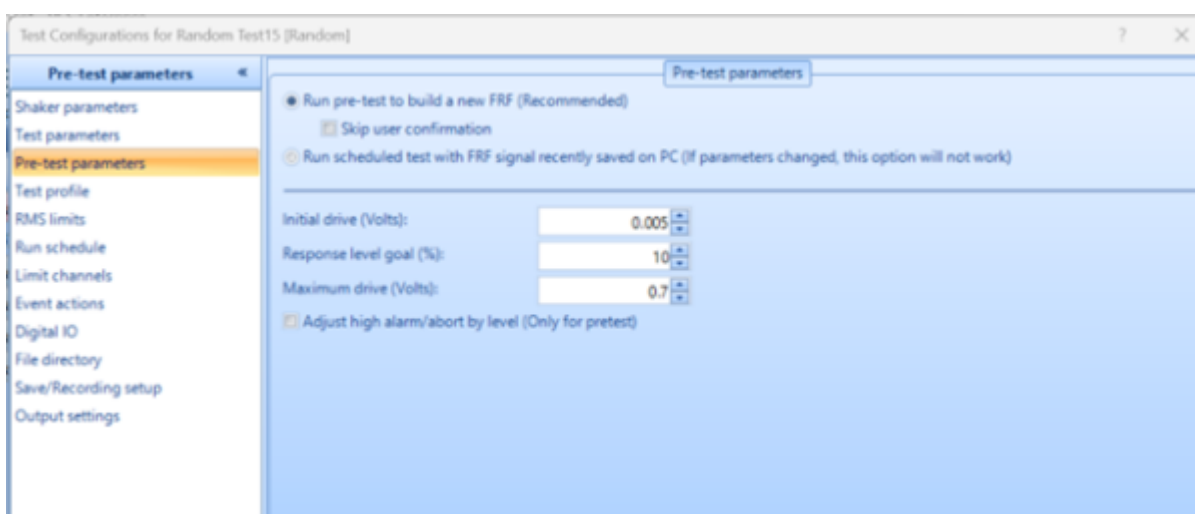 Test Configurations for Random Test15 [Random]
?
Pre-test parameters
Shaker parameters
Test parameters
Pre-test parameters
Test profile
RMS limits
Run schedule
Limit channels
Event actions
Digital IO
File directory
Save/Recording setup
Output settings
Pre-test parameters
Run pre-test to build a new FRF (Recommended)
Skip user confirmation
Run scheduled test with FRF signal recently saved on PC (If parameters changed, this option will not work)
Initial drive (Volts): 0.005
Response level goal (%): 10
Maximum drive (Volts): 0.7
Adjust high alarm/abort by level (Only for pretest)